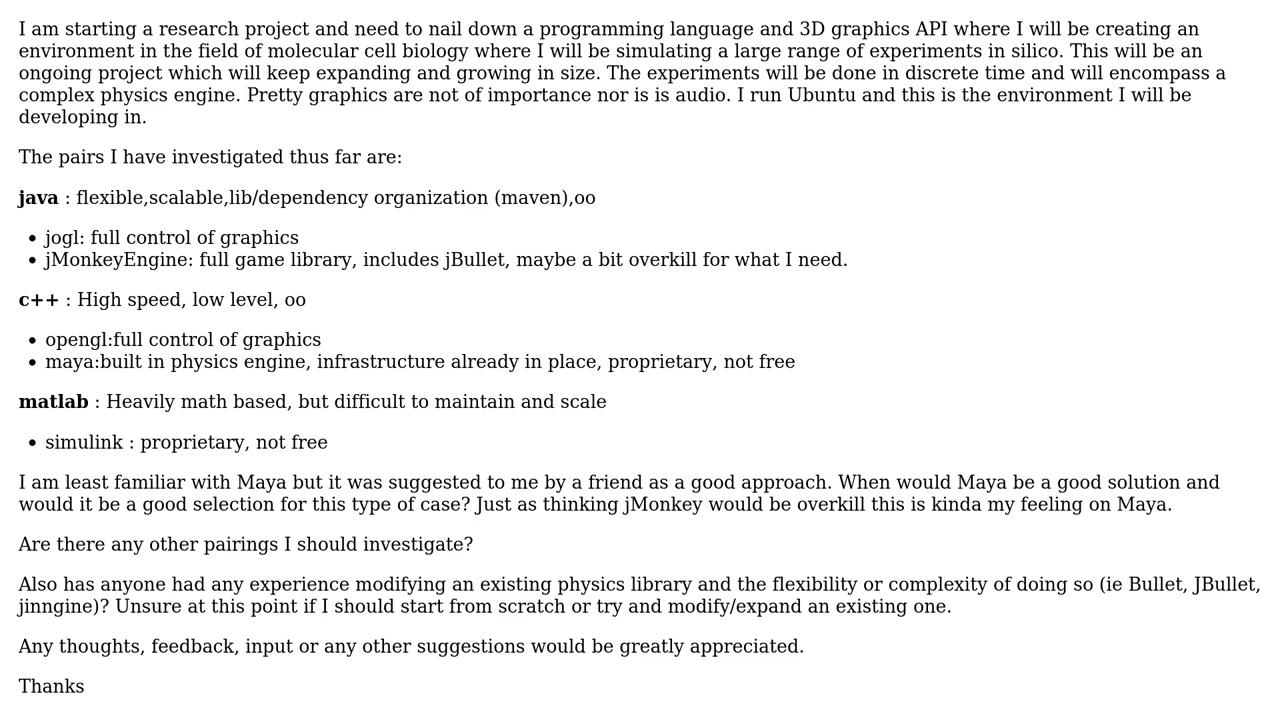 I am starting a research project and need to nail down a programming language and 3D graphics API where I will be creating an
environment in the field of molecular cell biology where I will be simulating a large range of experiments in silico. This will be an
ongoing project which will keep expanding and growing in size. The experiments will be done in discrete time and will encompass a
complex physics engine. Pretty graphics are not of importance nor is is audio. I run Ubuntu and this is the environment I will be
developing in.
The pairs I have investigated thus far are:
java : flexible,scalable,lib/dependency organization (maven),oo
• jogl: full control of graphics
• jMonkeyEngine: full game library, includes jBullet, maybe a bit overkill for what I need.
c++ : High speed, low level, oo
• opengl:full control of graphics
• maya:built in physics engine, infrastructure already in place, proprietary, not free
matlab : Heavily math based, but difficult to maintain and scale
• simulink : proprietary, not free
I am least familiar with Maya but it was suggested to me by a friend as a good approach. When would Maya be a good solution and
would it be a good selection for this type of case? Just as thinking jMonkey would be overkill this is kinda my feeling on Maya.
Are there any other pairings I should investigate?
Also has anyone had any experience modifying an existing physics library and the flexibility or complexity of doing so (ie Bullet, JBullet,
jinngine)? Unsure at this point if I should start from scratch or try and modify/expand an existing one.
Any thoughts, feedback, input or any other suggestions would be greatly appreciated.
Thanks